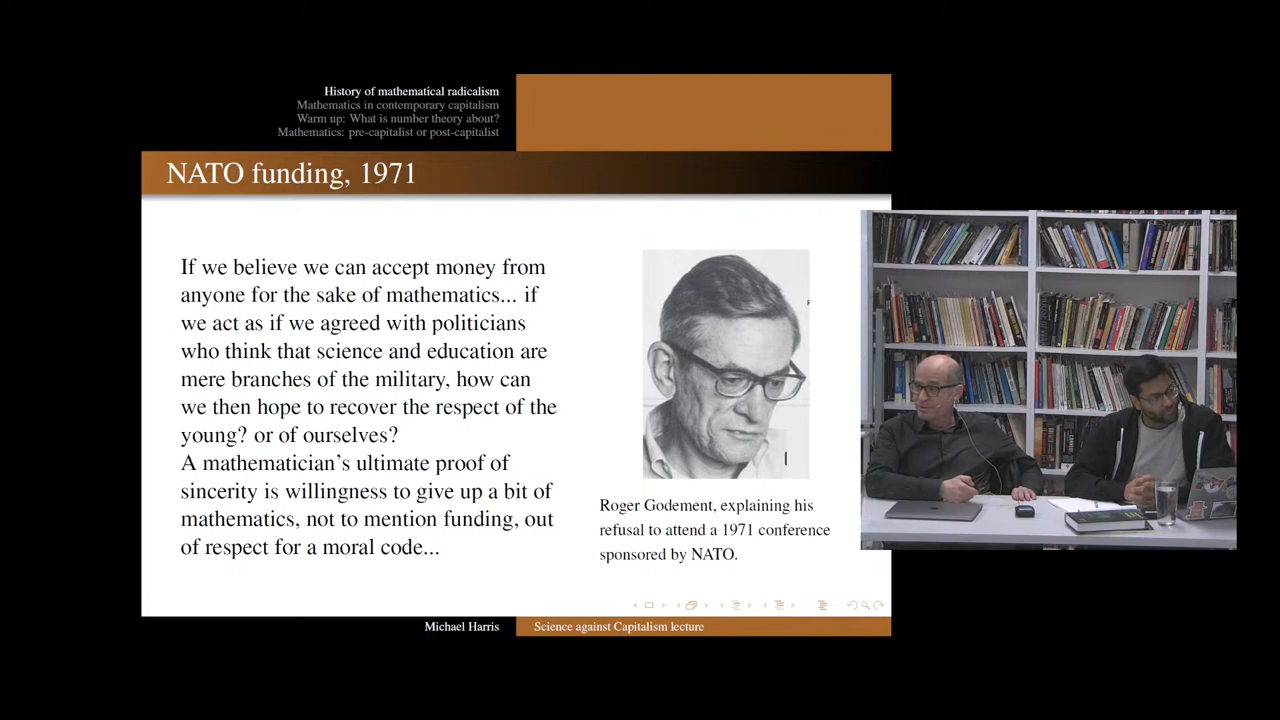 History of mathematical radicalism
Mathematics in contemporary capitalism
Warm up: What is number theory about?
Mathematics: pre-capitalist or post-capitalist
NATO funding, 1971
If we believe we can accept money from
anyone for the sake of mathematics... if
we act as if we agreed with politicians
who think that science and education are
mere branches of the military, how can
we then hope to recover the respect of the
young? or of ourselves?
A mathematician's ultimate proof of
sincerity is willingness to give up a bit of
mathematics, not to mention funding, out
of respect for a moral code...
Roger Godement, explaining his
refusal to attend a 1971 conference
sponsored by NATO.
Michael Harris
Science against Capitalism lecture